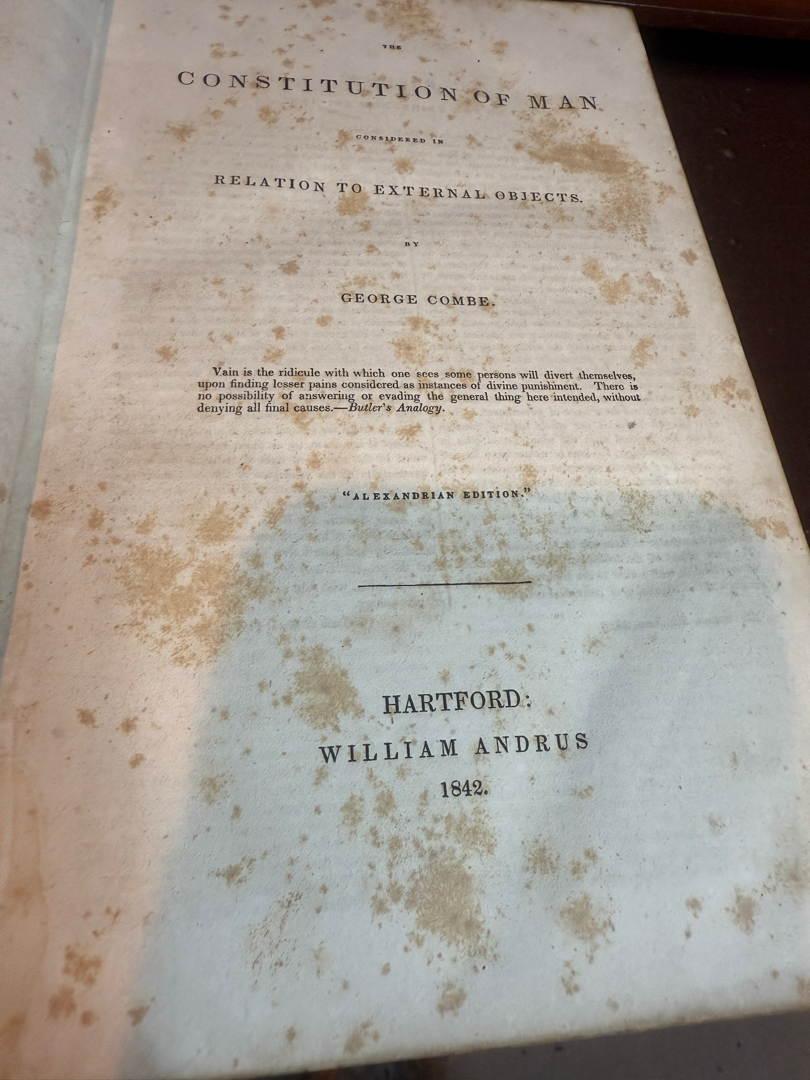 THE
CONSTITUTION OF MAN
CONSIDERED IN
RELATION TO EXTERNAL OBJECTS.
BY
GEORGE COMBE.
Vain is the ridicule with which one sees some persons will divert themselves,
upon finding lesser pains considered as instances of divine punishment. There is
no possibility of answering or evading the general thing here intended, without
denying all final causes.—Butler's Analogy.
"ALEXANDRIAN EDITION."
HARTFORD:
WILLIAM ANDRUS
1842.